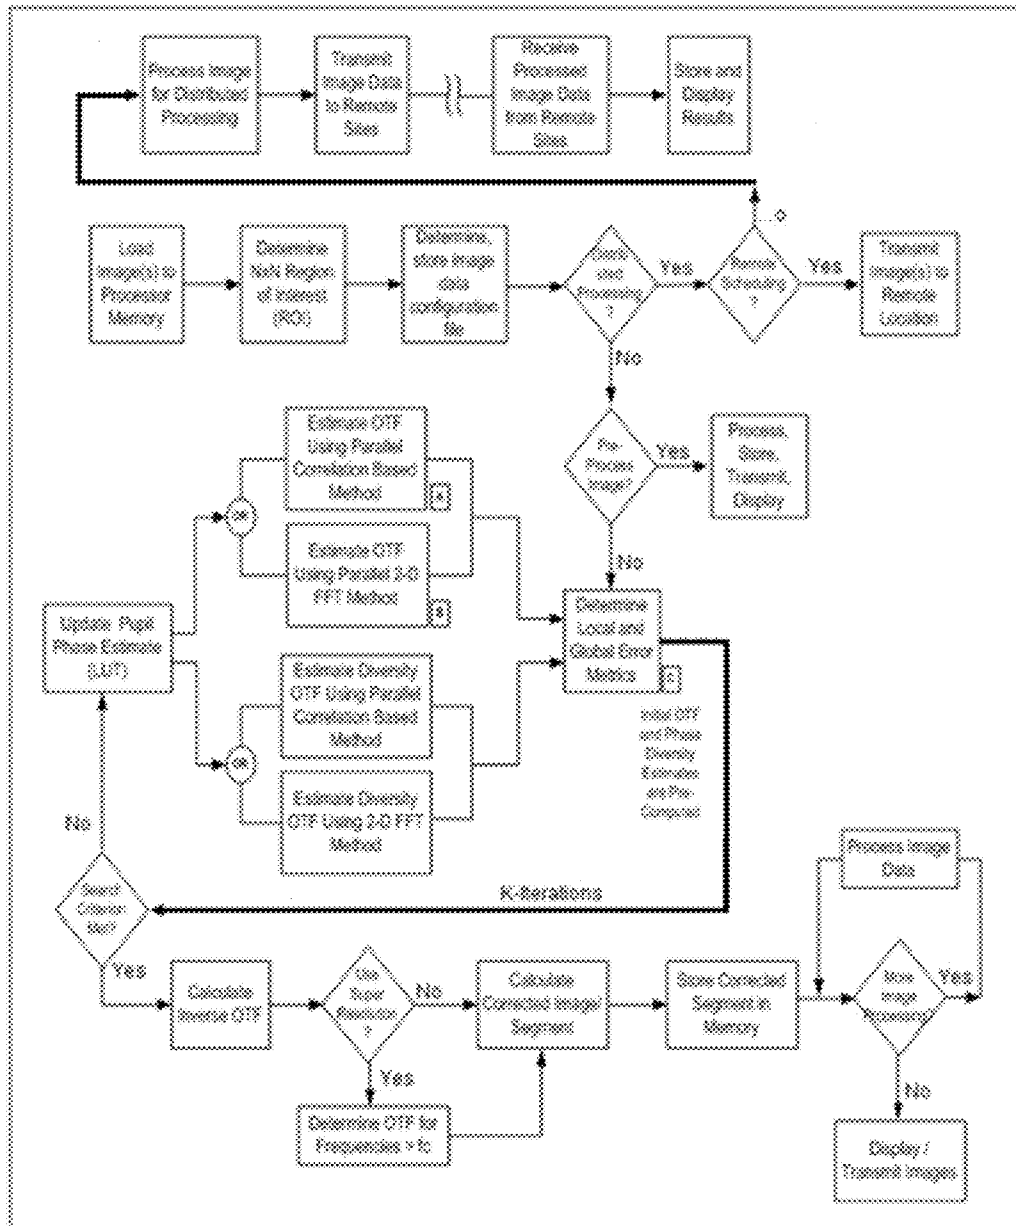 Process Image
for Distributed
Processing
Transmit
Image Data
to Remote
Sites
Receive
Processed
Image Data
from Remote
Sites
Store and
Display
Results
Load
Image(s) to
Processor
Memory
Determine
NxN Region
of Interest
(ROI)
Determine,
store image
data
configuration
file
Processing
?
Yes
Remote
Scheduling
?
Yes
Transmit
Image(s) to
Remote
Location
No
Pre-
Process
Image?
Yes
Process,
Store,
Transmit,
Display
No
Estimate OTF
Using Parallel
Correlation Based
Method
A
OR
Estimate OTF
Using Parallel 2-D
FFT Method
B
Update Pupil
Phase Estimate
(LUT)
Determine
Local and
Global Error
Metrics
C
Estimate Diversity
OTF Using Parallel
Correlation Based
Method
OR
Estimate Diversity
OTF Using 2-D FFT
Method
Initial OTF
and Phase
Diversity
Estimates
are Pre-
Computed
No
Search
Criterion
Met?
K-Iterations
Process Image
Data
Yes
Calculate
Inverse OTF
Use
Super
Resolution
?
No
Calculate
Corrected Image
Segment
Store Corrected
Segment in
Memory
More
Image
Processing?
Yes
Yes
Determine OTF for
Frequencies > fc
No
Display /
Transmit Images